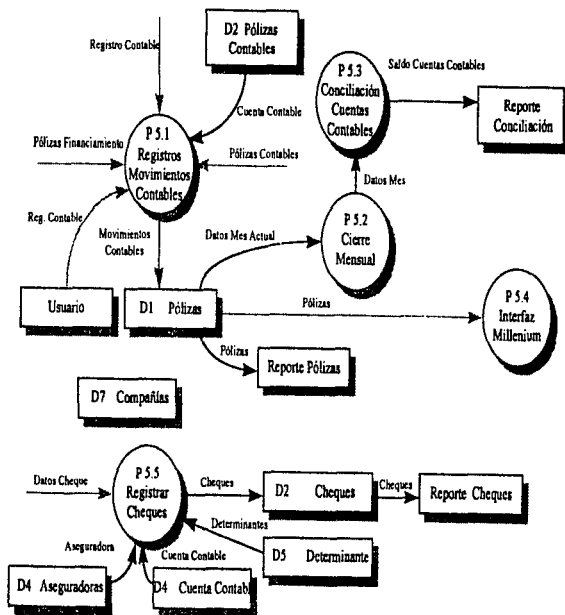 D2 Pólizas
Contables
Registro Contable
P 5.3
Conciliación
Cuentas
Contables
Saldo Cuentas Contables
Reporte
Conciliación
Cuenta Contable
P 5.1
Registros
Movimientos
Contables
Pólizas Financiamiento
Pólizas Contables
Datos Mes
Reg. Contable
Movimientos
Contables
Datos Mes Actual
P 5.2
Cierre
Mensual
Usuario
D1 Pólizas
Pólizas
P 5.4
Interfaz
Millenium
Pólizas
Reporte Pólizas
D7 Compañías
Datos Cheque
P 5.5
Registrar
Cheques
Cheques
D2 Cheques
Cheques
Reporte Cheques
Determinantes
Aseguradora
Cuenta Contable
D5 Determinante
D4 Aseguradoras
D4 Cuenta Contabl